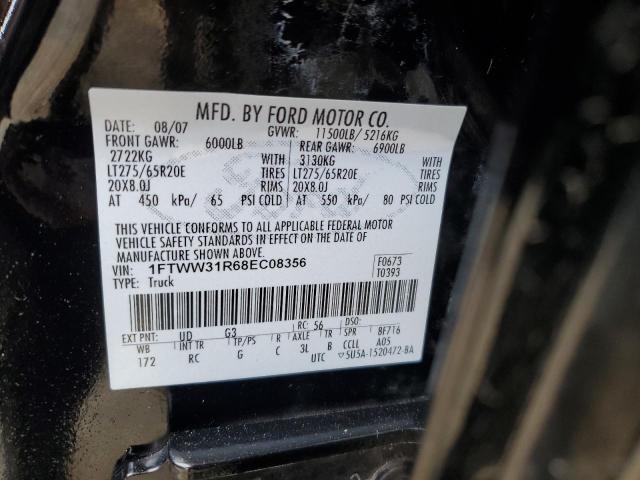 MFD. BY FORD MOTOR CO.
DATE: 08/07 GVWR: 11500LB/ 5216KG
FRONT GAWR: 6000LB REAR GAWR: 6900LB
2722KG WITH 3130KG WITH
LT275/65R20E TIRES LT275/65R20E TIRES
20X8.0J RIMS 20X8.0J RIMS
AT 450 kPa/ 65 PSI COLD AT 550 kPa/ 80 PSI COLD
THIS VEHICLE CONFORMS TO ALL APPLICABLE FEDERAL MOTOR
VEHICLE SAFETY STANDARDS IN EFFECT ON THE DATE OF
MANUFACTURE SHOWN ABOVE.
VIN: 1FTWW31R68EC08356 F0673
TYPE: Truck T0393
EXT PNT: UD G3 RC: 56 DSO:
WB INT TR TP/PS R AXLE TR SPR 8F716
172 RC G C 3L B CCLL A05
UTC ▽5U5A-1520472-BA